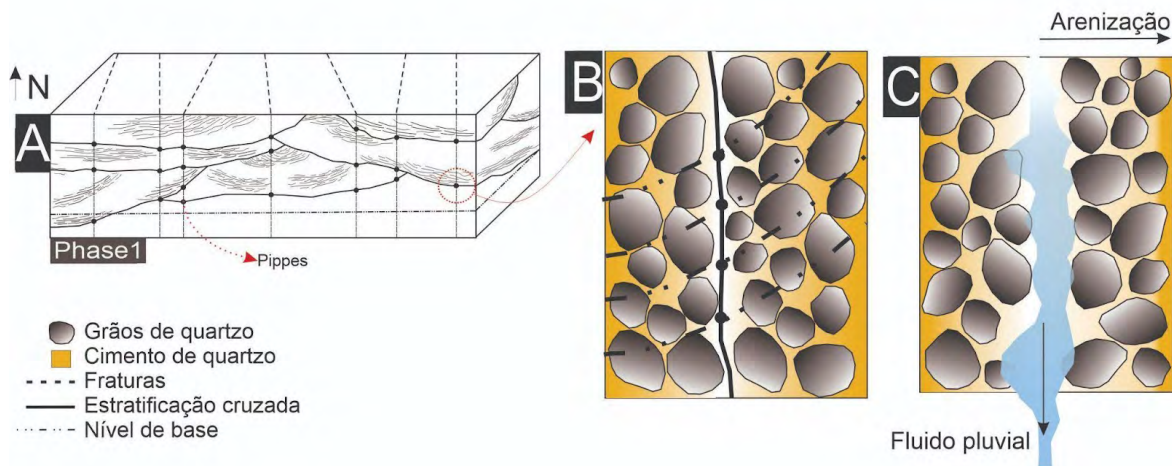 N
A
Phase1
Pippes
Grãos de quartzo
Cimento de quartzo
Fraturas
Estratificação cruzada
Nível de base
B
Arenização
C
Fluido pluvial